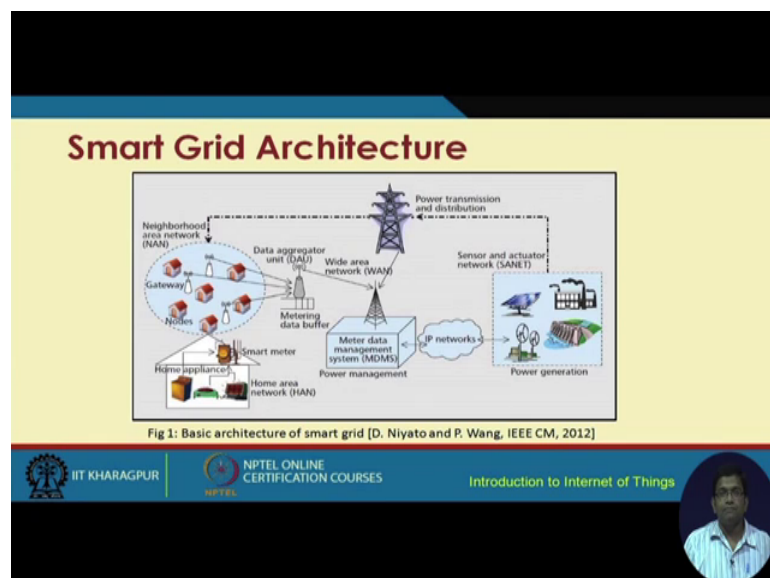 Smart Grid Architecture
Power transmission
and distribution
Neighborhood
area network
(NAN)
Data aggregator
unit (DAU)
Wide area
network (WAN)
Sensor and actuator
network (SANET)
Gateway
Nodes
Metering
data buffer
Meter data
management
system (MDMS)
IP networks
Power management
Power generation
Smart meter
Home appliance
Home area
network (HAN)
Fig 1: Basic architecture of smart grid [D. Niyato and P. Wang, IEEE CM, 2012]
IIT KHARAGPUR
NPTEL
NPTEL ONLINE
CERTIFICATION COURSES
Introduction to Internet of Things